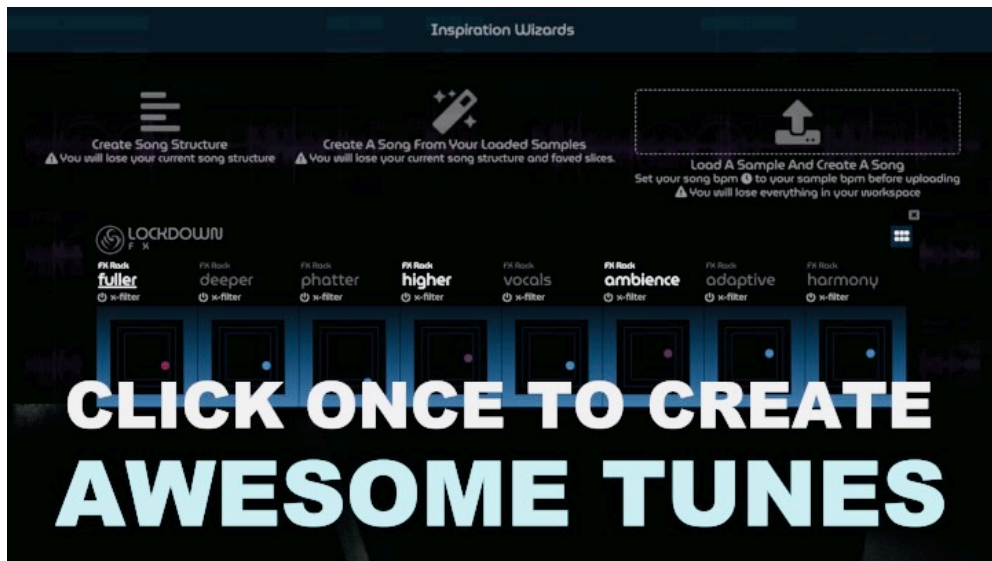 Inspiration Wizards
Create Song Structure
You will lose your current song structure
Create A Song From Your Loaded Samples
You will lose your current song structure and faved slices.
Load A Sample And Create A Song
Set your song bpm to your sample bpm before uploading
You will lose everything in your workspace
LOCKDOWN
FX
FX Rack FX Rack FX Rack FX Rack FX Rack FX Rack FX Rack FX Rack
fuller deeper phatter higher vocals ambience adaptive harmony
x-filter x-filter x-filter x-filter x-filter x-filter x-filter x-filter
CLICK ONCE TO CREATE
AWESOME TUNES